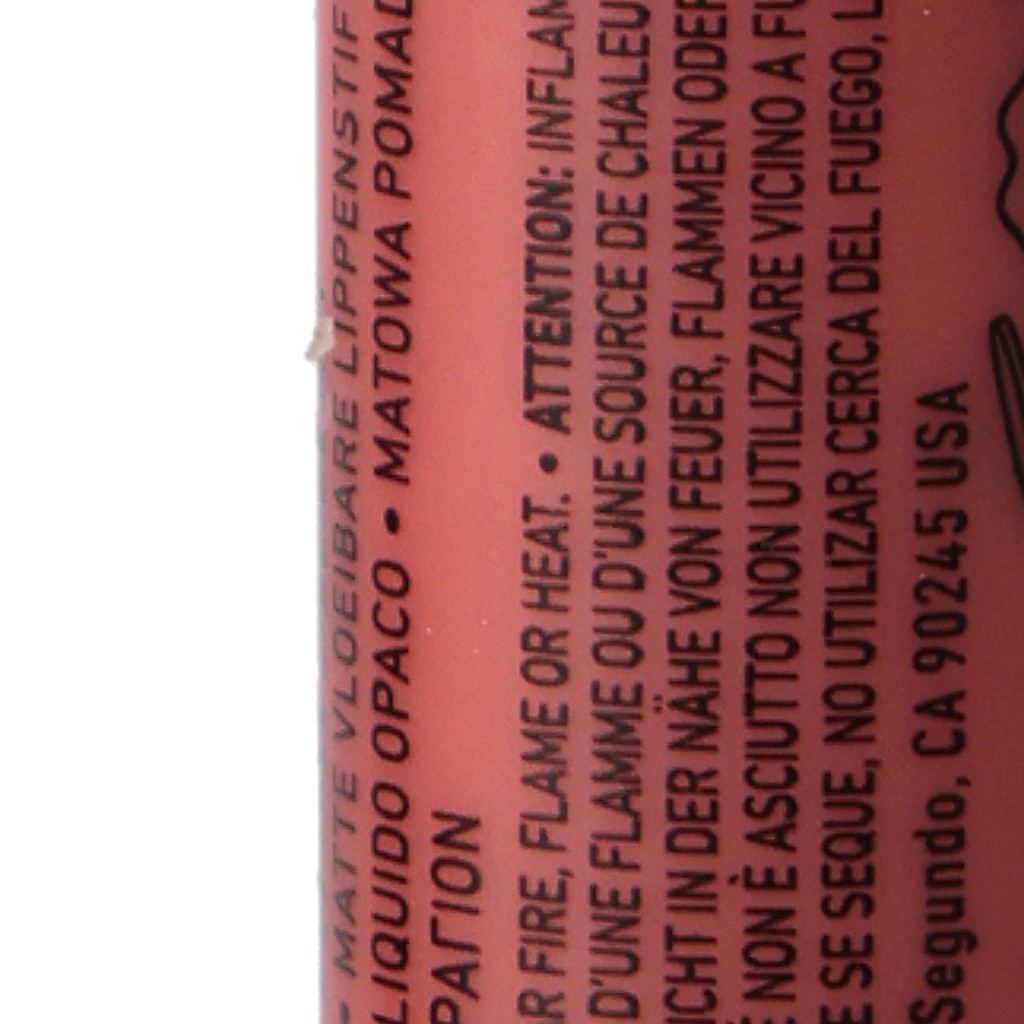 • MATTE VLOEIBARE LIPPENSTIF
LIQUIDO OPACO • MATOWA POMAD
ΡΑΓΙΟΝ
AR FIRE, FLAME OR HEAT. • ATTENTION: INFLAM
D'UNE FLAMME OU D'UNE SOURCE DE CHALEU
ICHT IN DER NÄHE VON FEUER, FLAMMEN ODER
É NON È ASCIUTTO NON UTILIZZARE VICINO A FU
E SE SEQUE, NO UTILIZAR CERCA DEL FUEGO, L
Segundo, CA 90245 USA